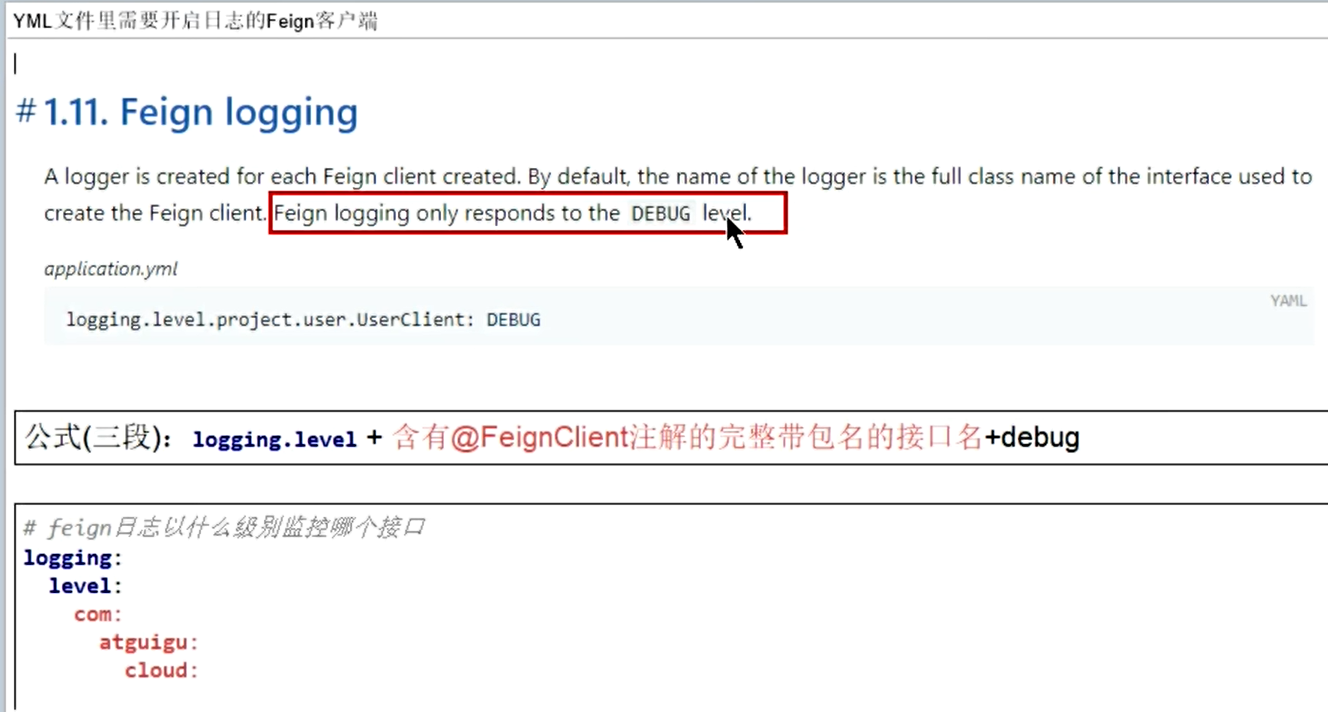 YML文件里需要开启日志的Feign客户端
# 1.11. Feign logging
A logger is created for each Feign client created. By default, the name of the logger is the full class name of the interface used to
create the Feign client. Feign logging only responds to the DEBUG level.
application.yml
YAML
logging.level.project.user.UserClient: DEBUG
公式(三段)：logging.level + 含有@FeignClient注解的完整带包名的接口名+debug
# feign日志以什么级别监控哪个接口
logging:
  level:
    com:
      atguigu:
        cloud: